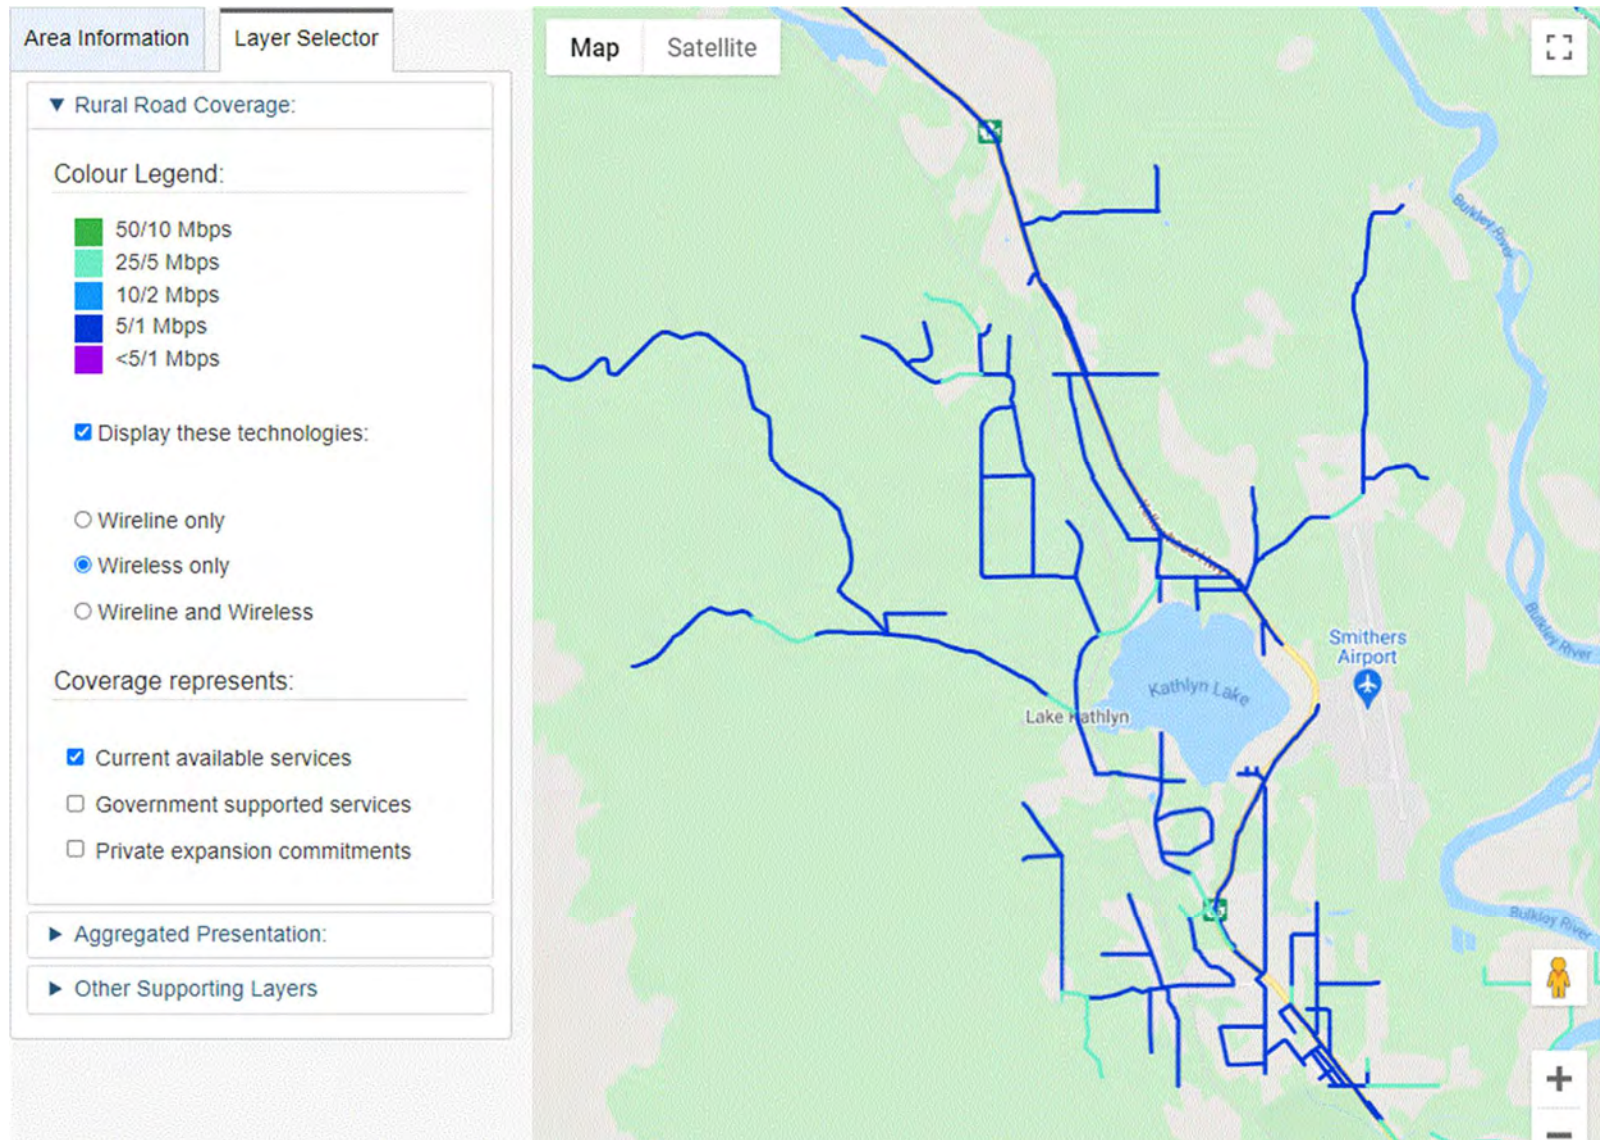 Area Information
Layer Selector
Rural Road Coverage:
Colour Legend:
50/10 Mbps
25/5 Mbps
10/2 Mbps
5/1 Mbps
<5/1 Mbps
Display these technologies:
Wireline only
Wireless only
Wireline and Wireless
Coverage represents:
Current available services
Government supported services
Private expansion commitments
Aggregated Presentation:
Other Supporting Layers
Map
Satellite
Bulkley River
Smithers
Airport
Bulkley River
Kathlyn Lake
Lake Kathlyn
Bulkley River